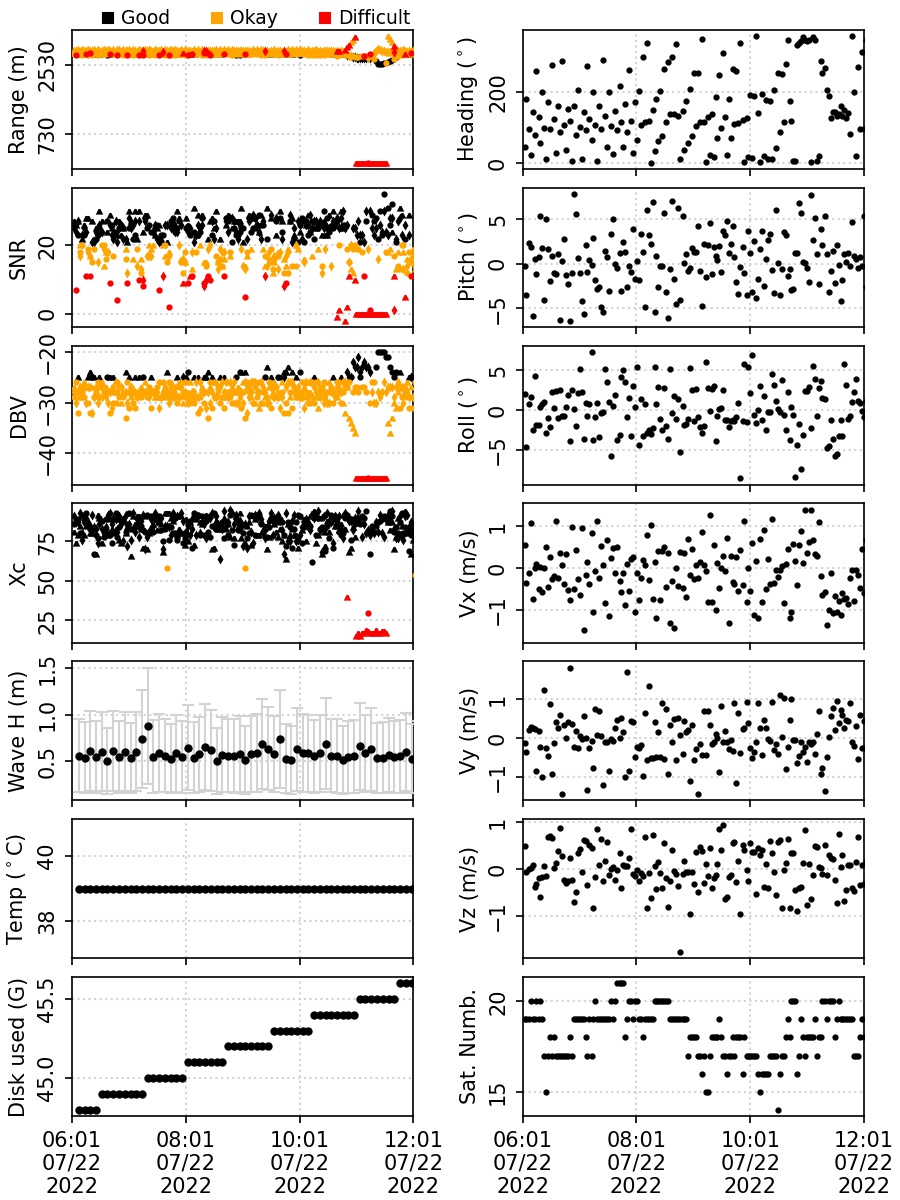 Good Okay Difficult
Range (m)
2530
730
Heading (°)
200
0
SNR
20
0
Pitch (°)
5
0
−5
DBV
−20
−30
−40
Roll (°)
5
0
−5
Xc
75
50
25
Vx (m/s)
1
0
−1
Wave H (m)
1.5
1.0
0.5
Vy (m/s)
1
0
−1
Temp (°C)
40
38
Vz (m/s)
1
0
−1
Disk used (G)
45.5
45.0
Sat. Numb.
20
15
06:01 08:01 10:01 12:01 06:01 08:01 10:01 12:01
07/22 07/22 07/22 07/22 07/22 07/22 07/22 07/22
2022 2022 2022 2022 2022 2022 2022 2022